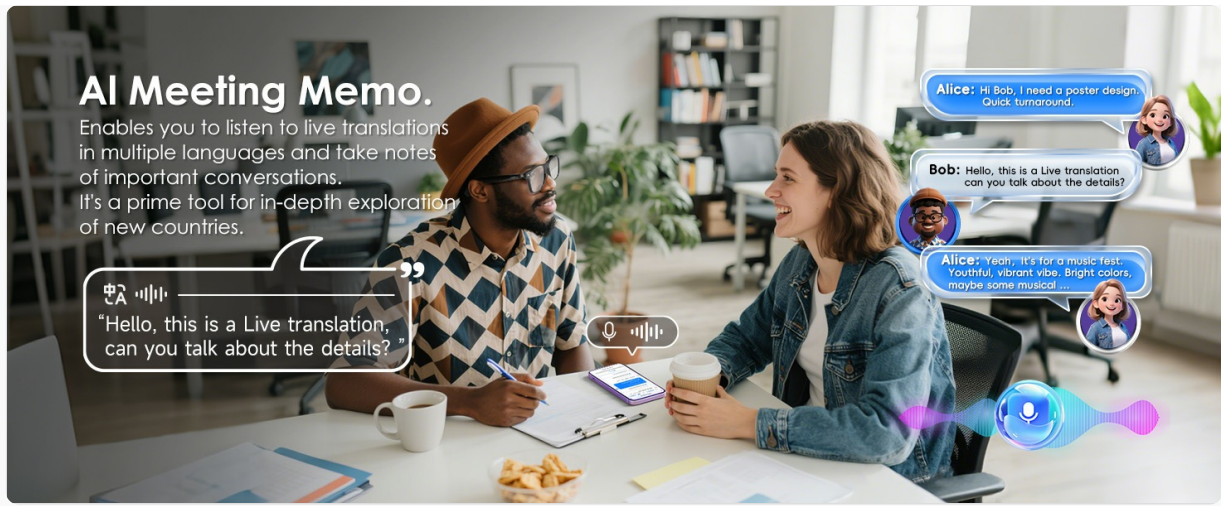 AI Meeting Memo.
Enables you to listen to live translations
in multiple languages and take notes
of important conversations.
It's a prime tool for in-depth exploration
of new countries.
中A
“Hello, this is a Live translation,
can you talk about the details? ”
Alice: Hi Bob, I need a poster design.
Quick turnaround.
Bob: Hello, this is a Live translation
can you talk about the details?
Alice: Yeah, It's for a music fest.
Youthful, vibrant vibe. Bright colors,
maybe some musical ...